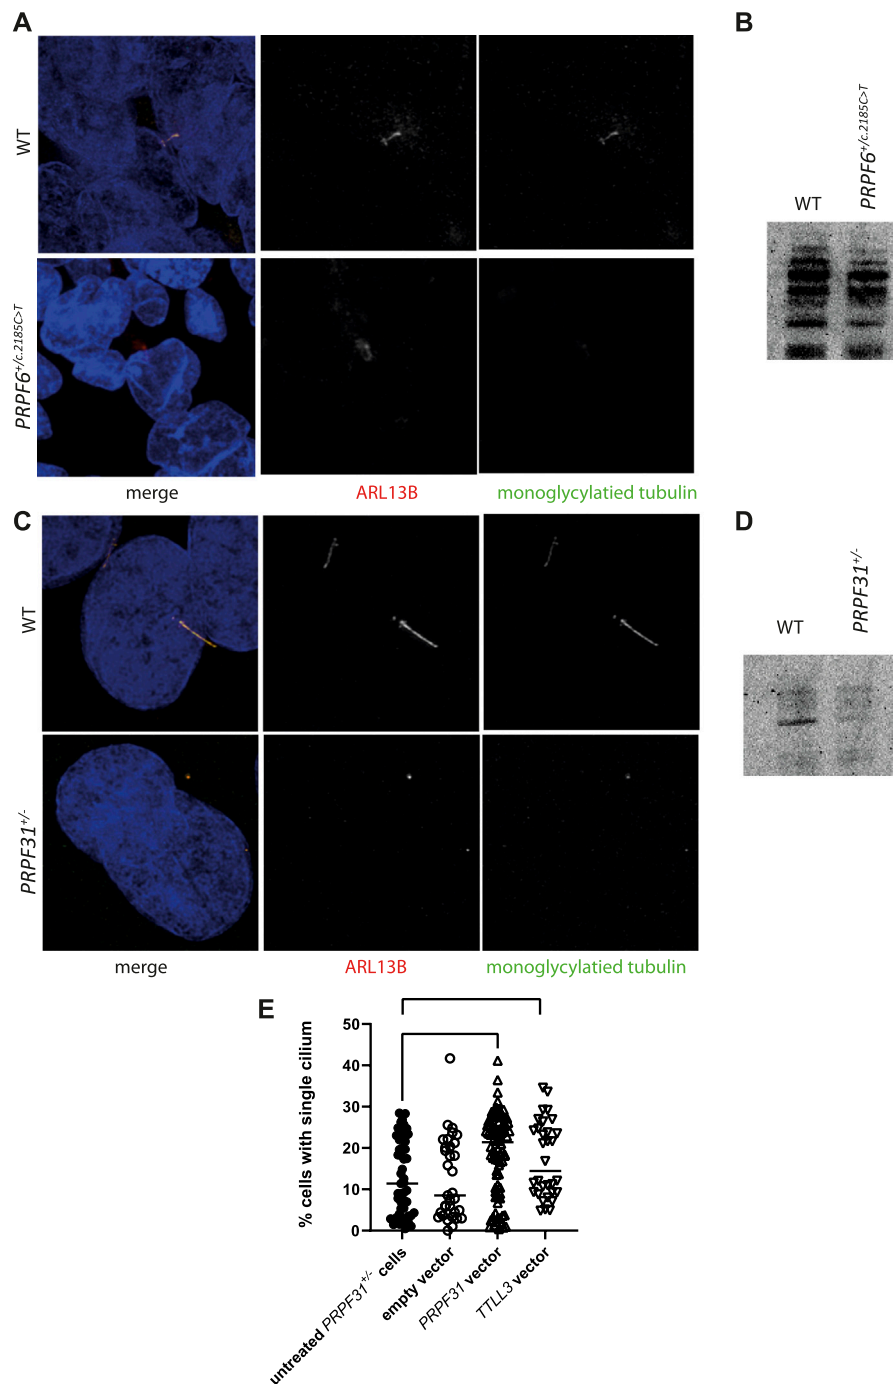 A
B
WT
PRPF6+/c.2185C>T
WT
PRPF6+/c.2185C>T
merge
ARL13B
monoglycylatied tubulin
C
D
WT
PRPF31+/-
WT
PRPF31+/-
merge
ARL13B
monoglycylatied tubulin
E
% cells with single cilium
50
40
30
20
10
0
untreated PRPF31+/- cells
empty vector
PRPF31 vector
TTLL3 vector